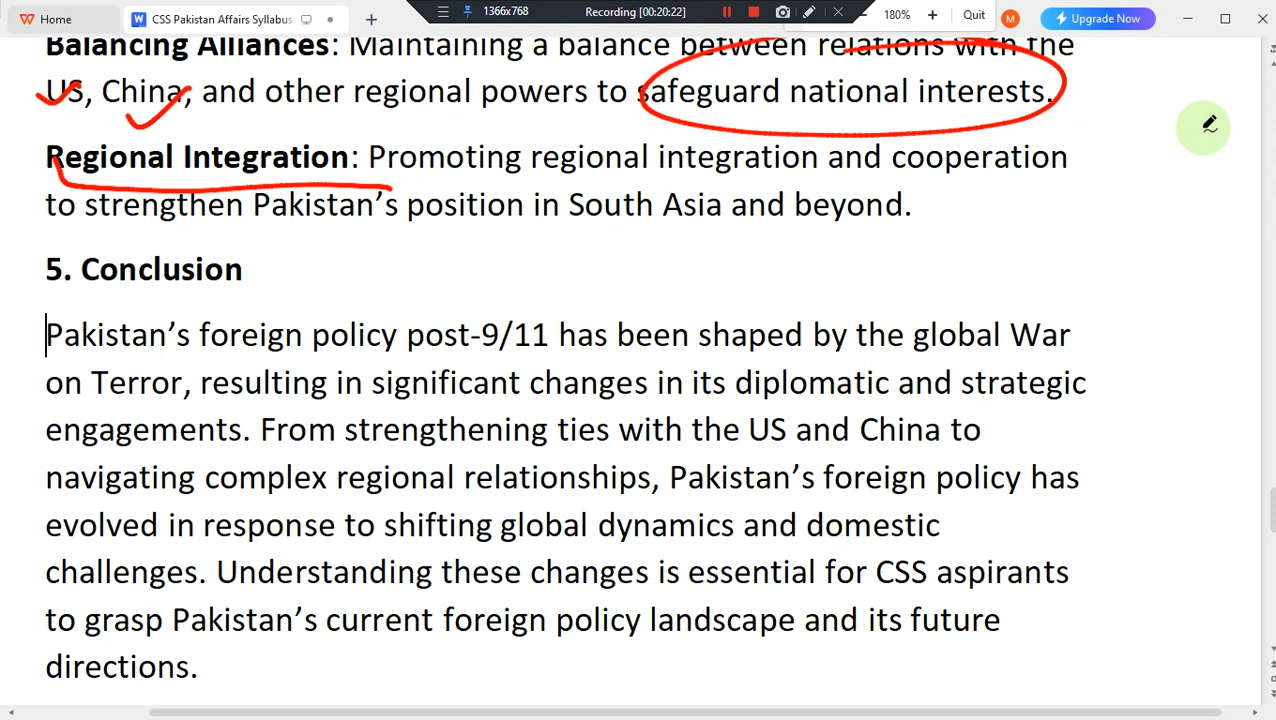 Home
CSS Pakistan Affairs Syllabus
1366x768
Recording [00:20:22]
180%
Quit
M
Upgrade Now
Balancing Alliances: Maintaining a balance between relations with the
US, China, and other regional powers to safeguard national interests.
Regional Integration: Promoting regional integration and cooperation
to strengthen Pakistan’s position in South Asia and beyond.
5. Conclusion
Pakistan’s foreign policy post-9/11 has been shaped by the global War
on Terror, resulting in significant changes in its diplomatic and strategic
engagements. From strengthening ties with the US and China to
navigating complex regional relationships, Pakistan’s foreign policy has
evolved in response to shifting global dynamics and domestic
challenges. Understanding these changes is essential for CSS aspirants
to grasp Pakistan’s current foreign policy landscape and its future
directions.